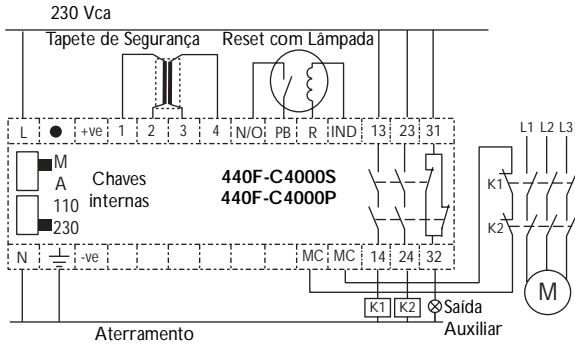 230 Vca
Tapete de Segurança Reset com Lâmpada
L +ve 1 2 3 4 N/O PB R IND 13 23 31
L1 L2 L3
M
A
110
230
Chaves
internas
440F-C4000S
440F-C4000P
K1
K2
N -ve MC MC 14 24 32
M
K1 K2 Saída
Auxiliar
Aterramento